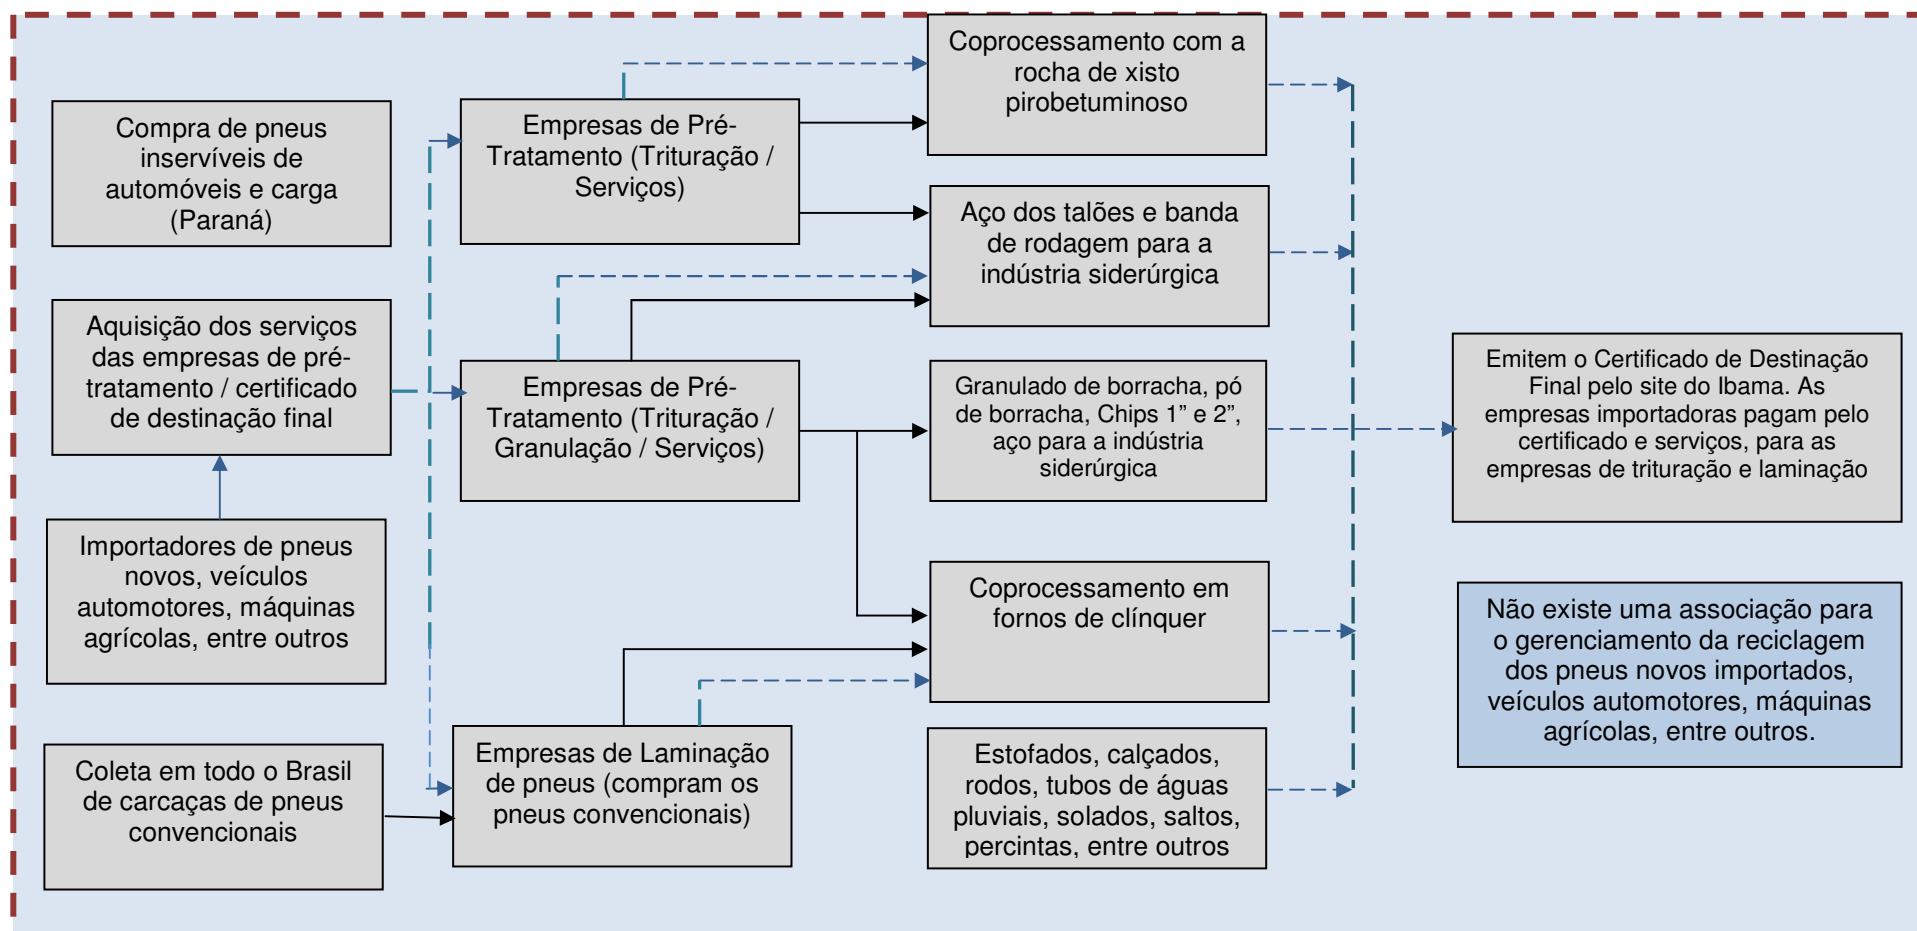 Compra de pneus
inservíveis de
automóveis e carga
(Paraná)
Aquisição dos serviços
das empresas de pré-
tratamento / certificado
de destinação final
Importadores de pneus
novos, veículos
automotores, máquinas
agrícolas, entre outros
Coleta em todo o Brasil
de carcaças de pneus
convencionais
Empresas de Pré-
Tratamento (Trituração /
Serviços)
Empresas de Pré-
Tratamento (Trituração /
Granulação / Serviços)
Empresas de Laminação
de pneus (compram os
pneus convencionais)
Coprocessamento com a
rocha de xisto
pirobetuminoso
Aço dos talões e banda
de rodagem para a
indústria siderúrgica
Granulado de borracha, pó
de borracha, Chips 1” e 2”,
aço para a indústria
siderúrgica
Coprocessamento em
fornos de clínquer
Estofados, calçados,
rodos, tubos de águas
pluviais, solados, saltos,
percintas, entre outros
Emitem o Certificado de Destinação
Final pelo site do Ibama. As
empresas importadoras pagam pelo
certificado e serviços, para as
empresas de trituração e laminação
Não existe uma associação para
o gerenciamento da reciclagem
dos pneus novos importados,
veículos automotores, máquinas
agrícolas, entre outros.